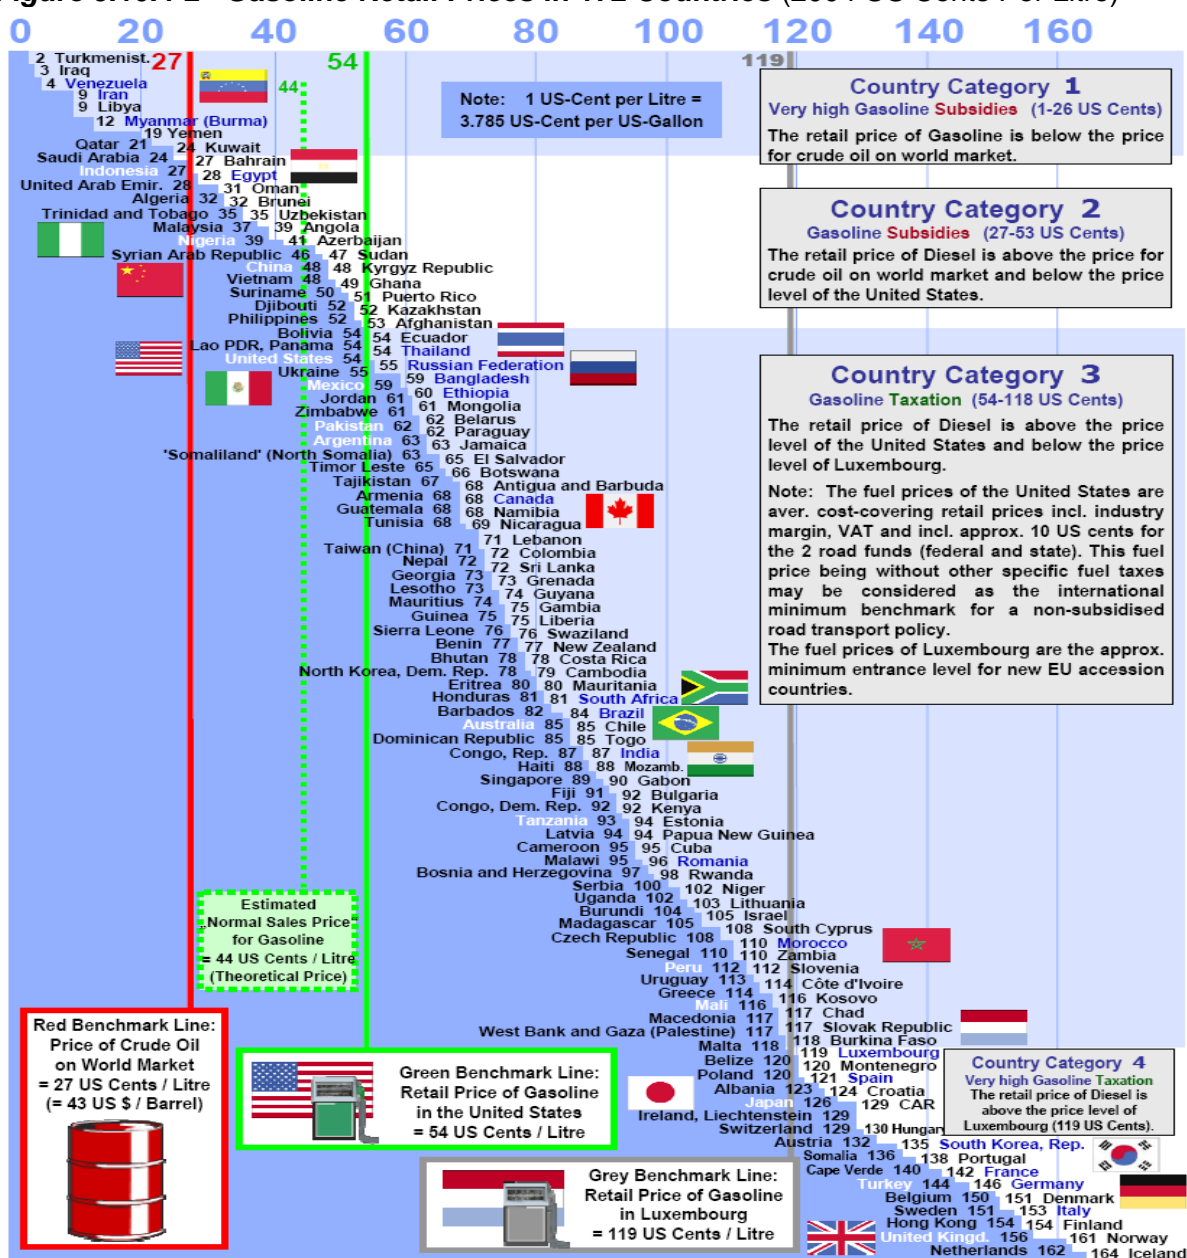 0 20 40 60 80 100 120 140 160
2 Turkmenist.
27
54
119
3 Iraq
4 Venezuela
44
9 Iran
9 Libya
12 Myanmar (Burma)
19 Yemen
Qatar 21
24 Kuwait
Saudi Arabia 24
27 Bahrain
Indonesia 27
28 Egypt
United Arab Emir. 28
31 Oman
Algeria 32
32 Brunei
Trinidad and Tobago 35
35 Uzbekistan
Malaysia 37
39 Angola
Nigeria 39
41 Azerbaijan
Syrian Arab Republic 46
47 Sudan
China 48
48 Kyrgyz Republic
Vietnam 48
49 Ghana
Suriname 50
51 Puerto Rico
Djibouti 52
52 Kazakhstan
Philippines 52
53 Afghanistan
Bolivia 54
54 Ecuador
Lao PDR, Panama 54
54 Thailand
United States 54
55 Russian Federation
Ukraine 55
59 Bangladesh
Mexico 59
60 Ethiopia
Jordan 61
61 Mongolia
Zimbabwe 61
62 Belarus
Pakistan 62
62 Paraguay
Argentina 63
63 Jamaica
'Somaliland' (North Somalia) 63
65 El Salvador
Timor Leste 65
66 Botswana
Tajikistan 67
68 Antigua and Barbuda
Armenia 68
68 Canada
Guatemala 68
68 Namibia
Tunisia 68
69 Nicaragua
71 Lebanon
Taiwan (China) 71
72 Colombia
Nepal 72
72 Sri Lanka
Georgia 73
73 Grenada
Lesotho 73
74 Guyana
Mauritius 74
75 Gambia
Guinea 75
75 Liberia
Sierra Leone 76
76 Swaziland
Benin 77
77 New Zealand
Bhutan 78
78 Costa Rica
North Korea, Dem. Rep. 78
79 Cambodia
Eritrea 80
80 Mauritania
Honduras 81
81 South Africa
Barbados 82
84 Brazil
Australia 85
85 Chile
Dominican Republic 85
85 Togo
Congo, Rep. 87
87 India
Haiti 88
88 Mozamb.
Singapore 89
90 Gabon
Fiji 91
92 Bulgaria
Congo, Dem. Rep. 92
92 Kenya
Tanzania 93
94 Estonia
Latvia 94
94 Papua New Guinea
Cameroon 95
95 Cuba
Malawi 95
96 Romania
Bosnia and Herzegovina 97
98 Rwanda
Serbia 100
102 Niger
Uganda 102
103 Lithuania
Burundi 104
105 Israel
Madagascar 105
108 South Cyprus
Czech Republic 108
110 Morocco
Senegal 110
110 Zambia
Peru 112
112 Slovenia
Uruguay 113
114 Côte d'Ivoire
Greece 114
116 Kosovo
Mali 116
117 Chad
Macedonia 117
117 Slovak Republic
West Bank and Gaza (Palestine) 117
118 Burkina Faso
Malta 118
119 Luxembourg
Belize 120
120 Montenegro
Poland 120
121 Spain
Albania 123
124 Croatia
Japan 126
129 CAR
Ireland, Liechtenstein 129
Switzerland 129
130 Hungary
Austria 132
135 South Korea, Rep.
Somalia 136
138 Portugal
Cape Verde 140
142 France
Turkey 144
146 Germany
Belgium 150
151 Denmark
Sweden 151
153 Italy
Hong Kong 154
154 Finland
United Kingd. 156
161 Norway
Netherlands 162
164 Iceland
Note: 1 US-Cent per Litre =
3.785 US-Cent per US-Gallon
Country Category 1
Very high Gasoline Subsidies (1-26 US Cents)
The retail price of Gasoline is below the price
for crude oil on world market.
Country Category 2
Gasoline Subsidies (27-53 US Cents)
The retail price of Diesel is above the price for
crude oil on world market and below the price
level of the United States.
Country Category 3
Gasoline Taxation (54-118 US Cents)
The retail price of Diesel is above the price
level of the United States and below the price
level of Luxembourg.
Note: The fuel prices of the United States are
aver. cost-covering retail prices incl. industry
margin, VAT and incl. approx. 10 US cents for
the 2 road funds (federal and state). This fuel
price being without other specific fuel taxes
may be considered as the international
minimum benchmark for a non-subsidised
road transport policy.
The fuel prices of Luxembourg are the approx.
minimum entrance level for new EU accession
countries.
Country Category 4
Very high Gasoline Taxation
The retail price of Diesel is
above the price level of
Luxembourg (119 US Cents).
Estimated
„Normal Sales Price"
for Gasoline
= 44 US Cents / Litre
(Theoretical Price)
Red Benchmark Line:
Price of Crude Oil
on World Market
= 27 US Cents / Litre
(= 43 US $ / Barrel)
Green Benchmark Line:
Retail Price of Gasoline
in the United States
= 54 US Cents / Litre
Grey Benchmark Line:
Retail Price of Gasoline
in Luxembourg
= 119 US Cents / Litre